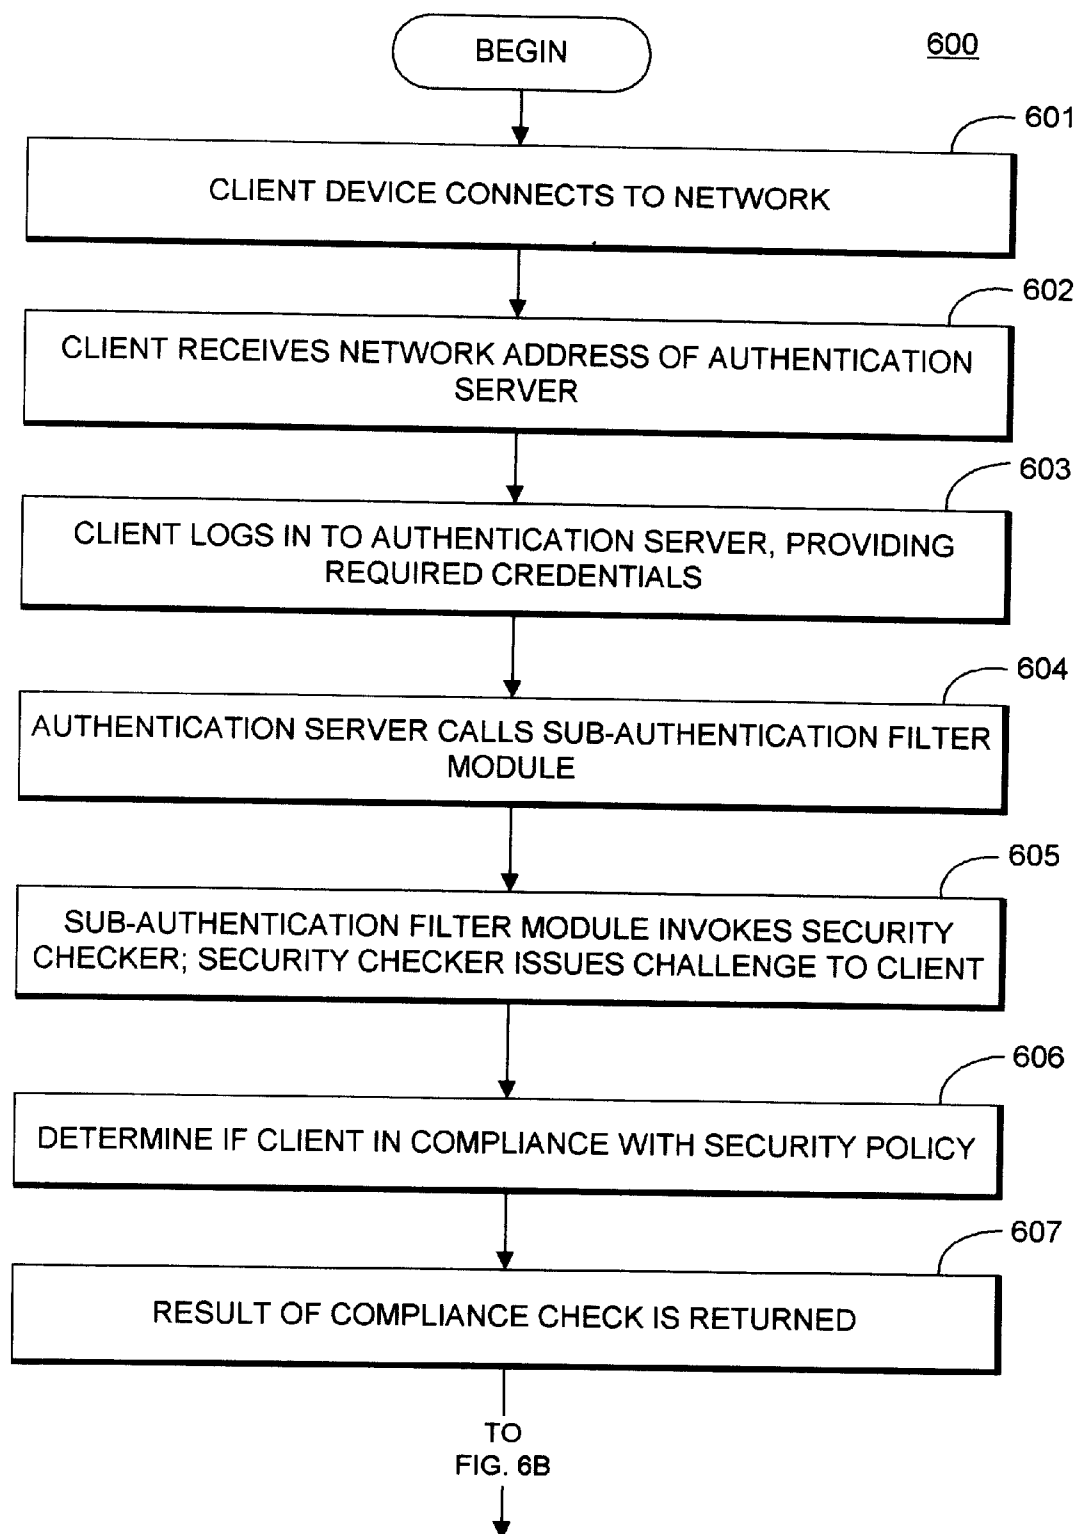 BEGIN
600
601
CLIENT DEVICE CONNECTS TO NETWORK
602
CLIENT RECEIVES NETWORK ADDRESS OF AUTHENTICATION
SERVER
603
CLIENT LOGS IN TO AUTHENTICATION SERVER, PROVIDING
REQUIRED CREDENTIALS
604
AUTHENTICATION SERVER CALLS SUB-AUTHENTICATION FILTER
MODULE
605
SUB-AUTHENTICATION FILTER MODULE INVOKES SECURITY
CHECKER; SECURITY CHECKER ISSUES CHALLENGE TO CLIENT
606
DETERMINE IF CLIENT IN COMPLIANCE WITH SECURITY POLICY
607
RESULT OF COMPLIANCE CHECK IS RETURNED
TO
FIG. 6B